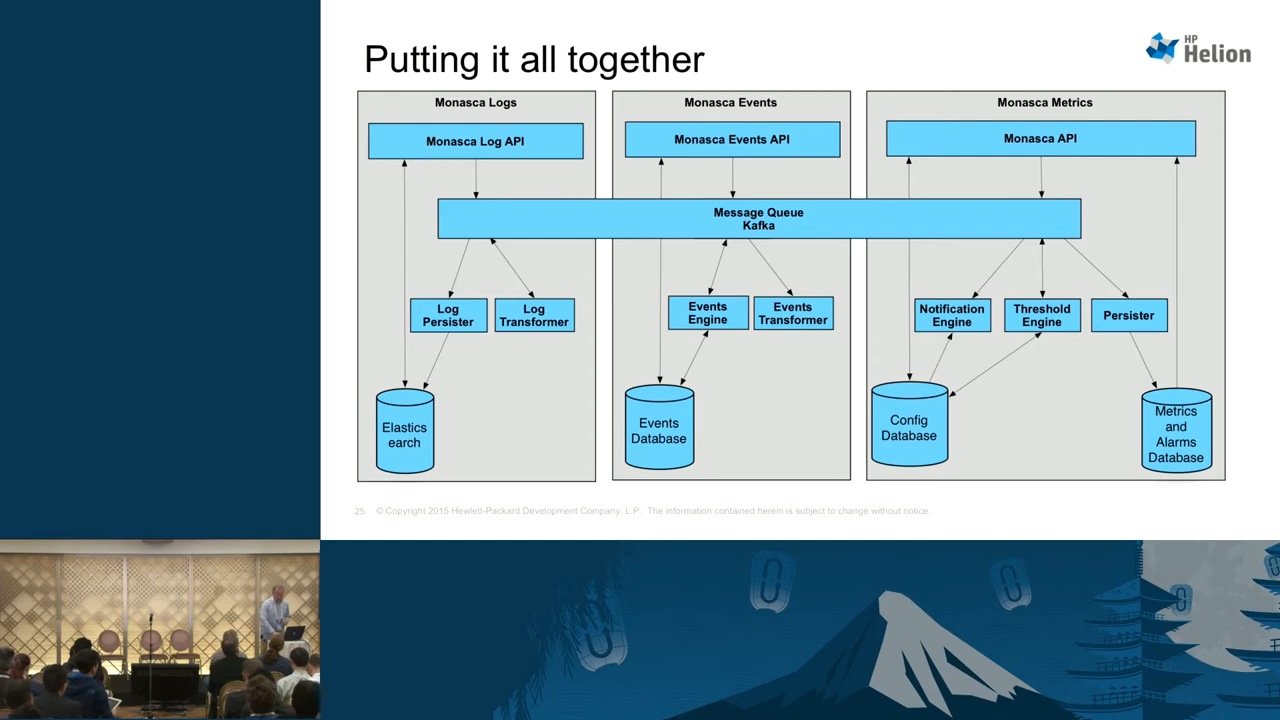 Putting it all together
HP
Helion
Monasca Logs
Monasca Log API
Monasca Events
Monasca Events API
Monasca Metrics
Monasca API
Message Queue
Kafka
Log
Persister
Log
Transformer
Events
Engine
Events
Transformer
Notification
Engine
Threshold
Engine
Persister
Elastics
earch
Events
Database
Config
Database
Metrics
and
Alarms
Database
25 © Copyright 2015 Hewlett-Packard Development Company, L.P. The information contained herein is subject to change without notice.